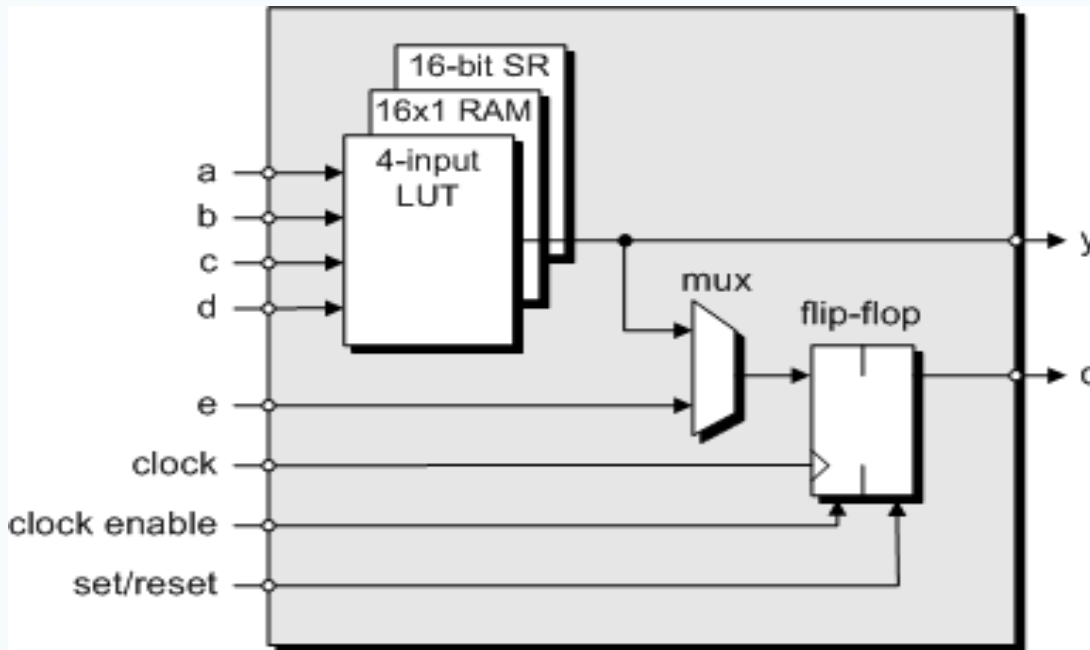 16-bit SR
16x1 RAM
4-input
LUT
a
b
c
d
y
mux
flip-flop
e
clock
clock enable
set/reset